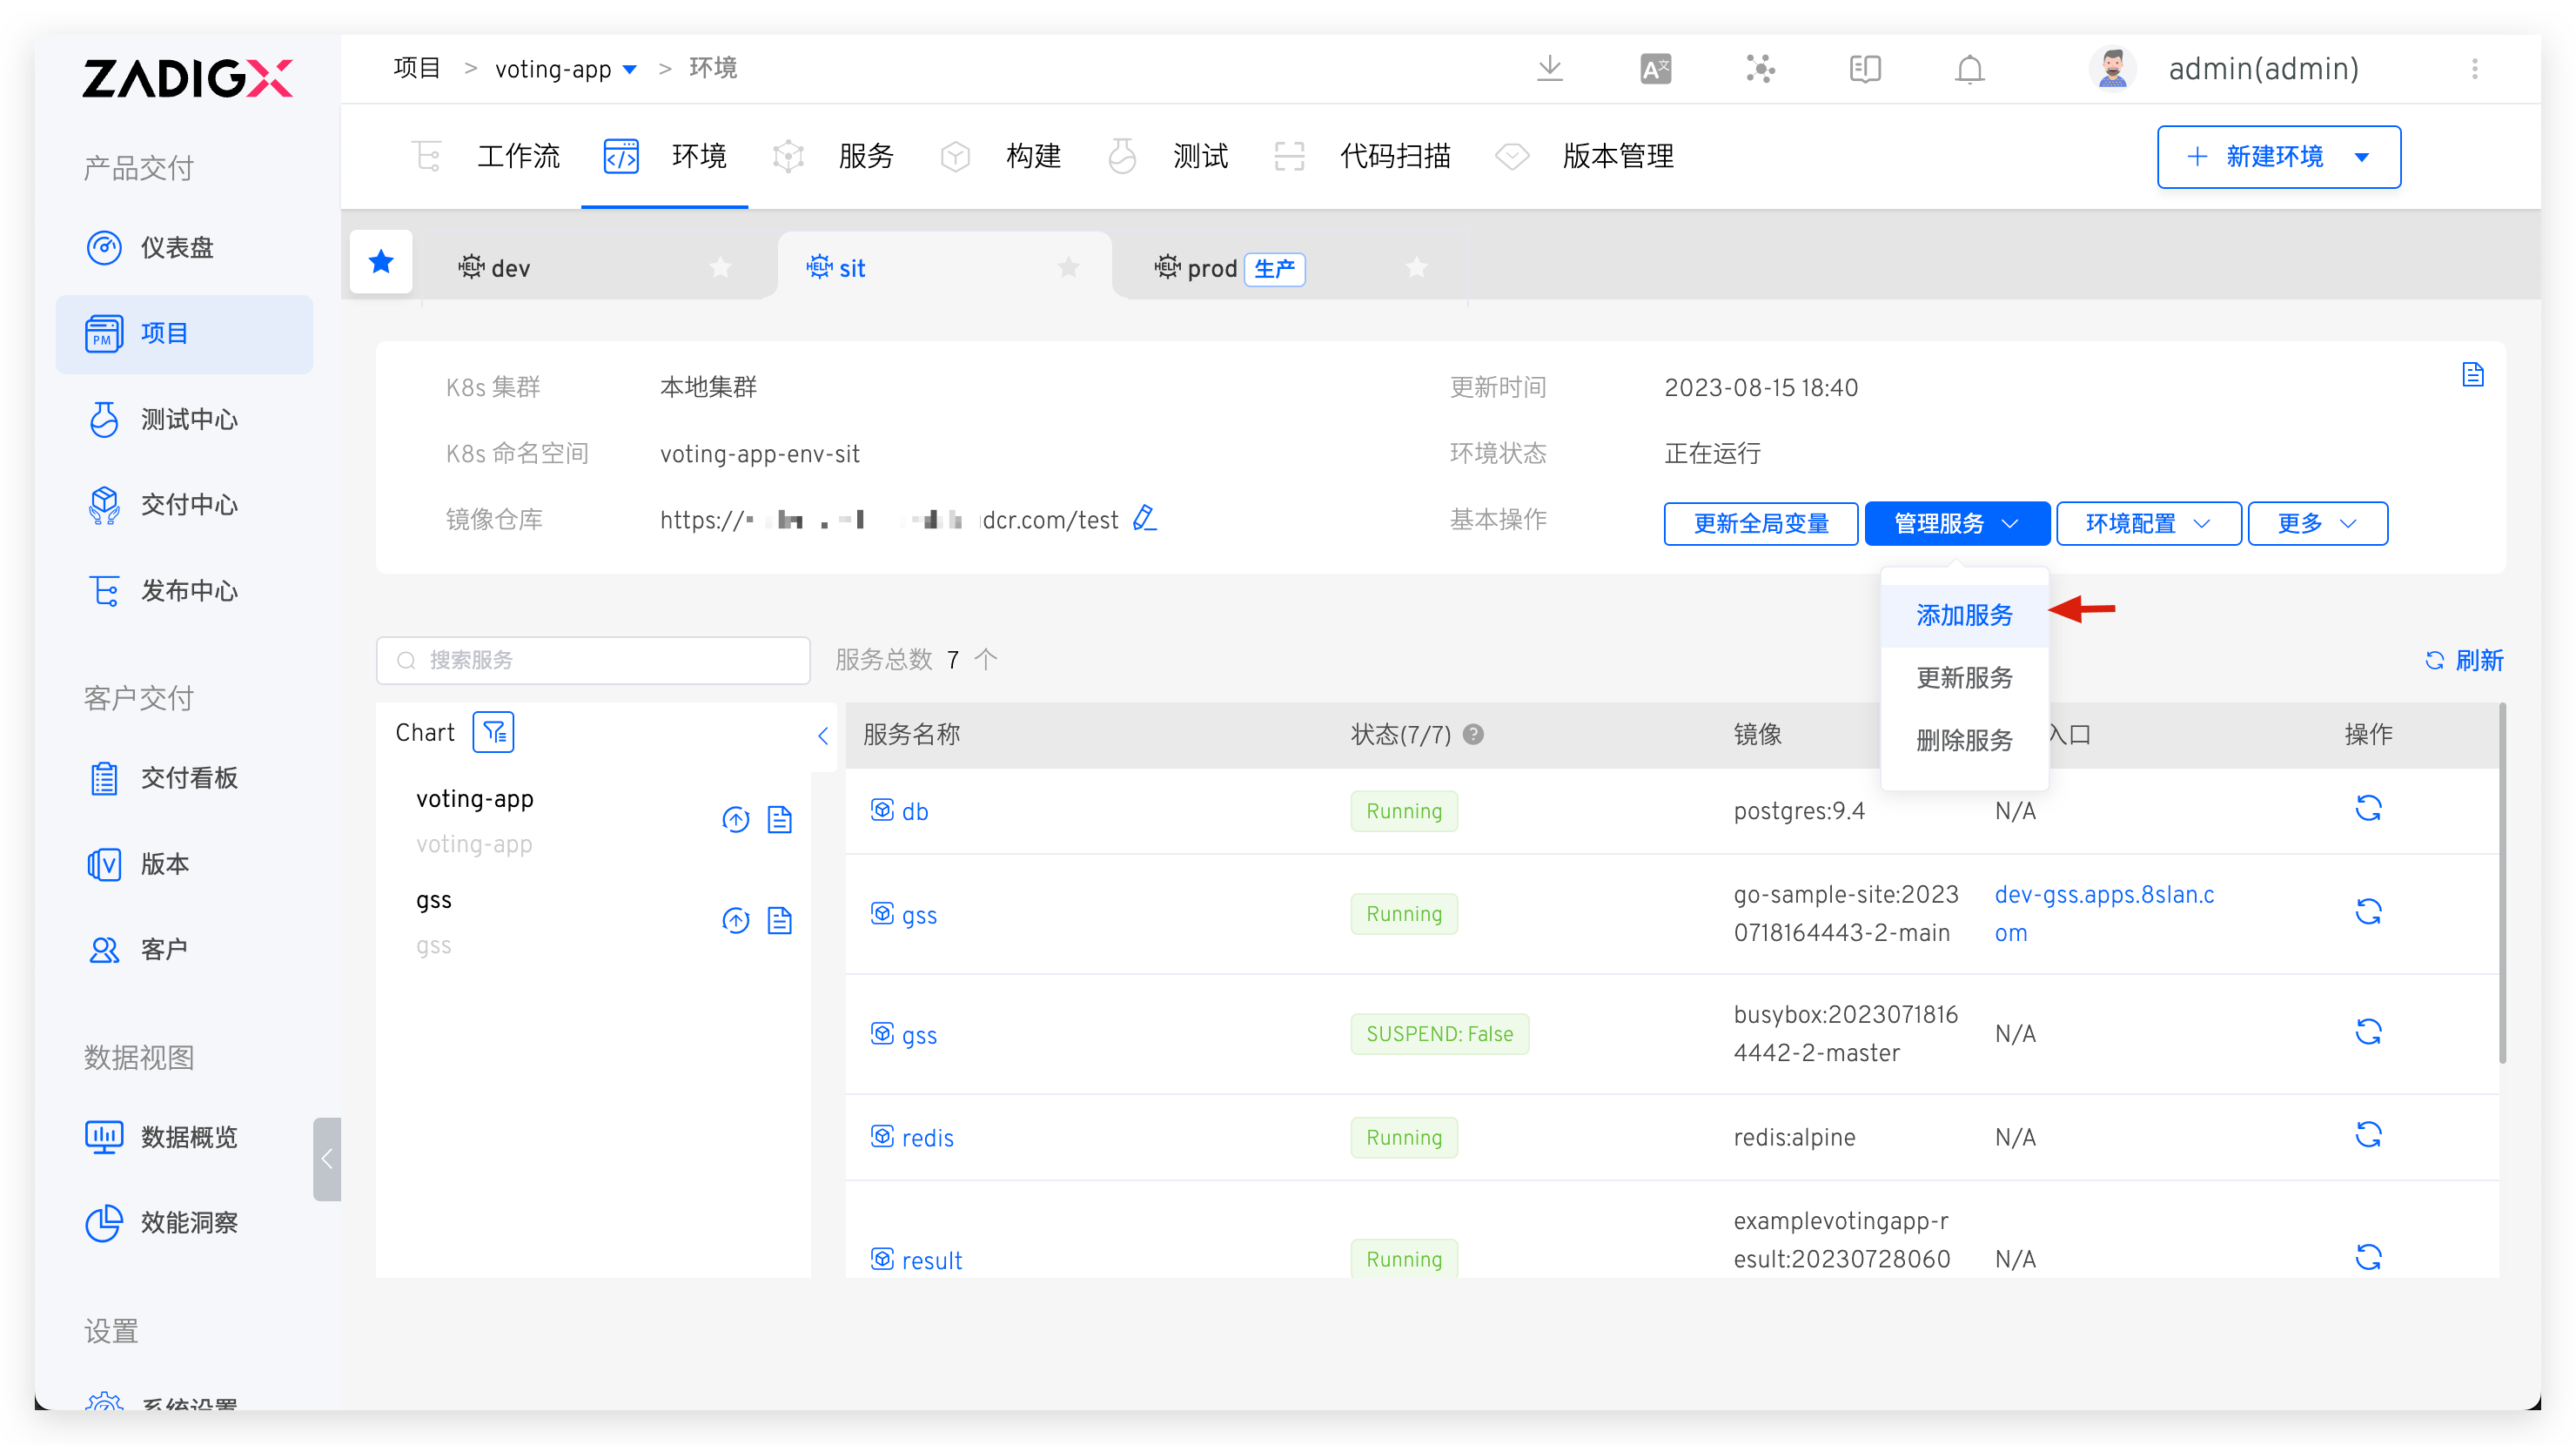 ZADIGX
产品交付
仪表盘
PM
项目
测试中心
交付中心
发布中心
客户交付
交付看板
版本
客户
数据视图
数据概览
效能洞察
设置
系统设置
项目 > voting-app > 环境
admin(admin)
工作流 环境 服务 构建 测试 代码扫描 版本管理
+ 新建环境
HELM dev
HELM sit
HELM prod 生产
K8s 集群 本地集群
更新时间 2023-08-15 18:40
K8s 命名空间 voting-app-env-sit
环境状态 正在运行
镜像仓库 https:// dcr.com/test
基本操作 更新全局变量 管理服务 环境配置 更多
添加服务
更新服务
删除服务
搜索服务
服务总数 7 个
刷新
Chart
voting-app
voting-app
gss
gss
服务名称 状态(7/7) ? 镜像 入口 操作
db Running postgres:9.4 N/A
gss Running go-sample-site:2023 dev-gss.apps.8slan.c
0718164443-2-main om
gss SUSPEND: False busybox:2023071816 N/A
4442-2-master
redis Running redis:alpine N/A
examplevotingapp-r
result Running esult:20230728060 N/A